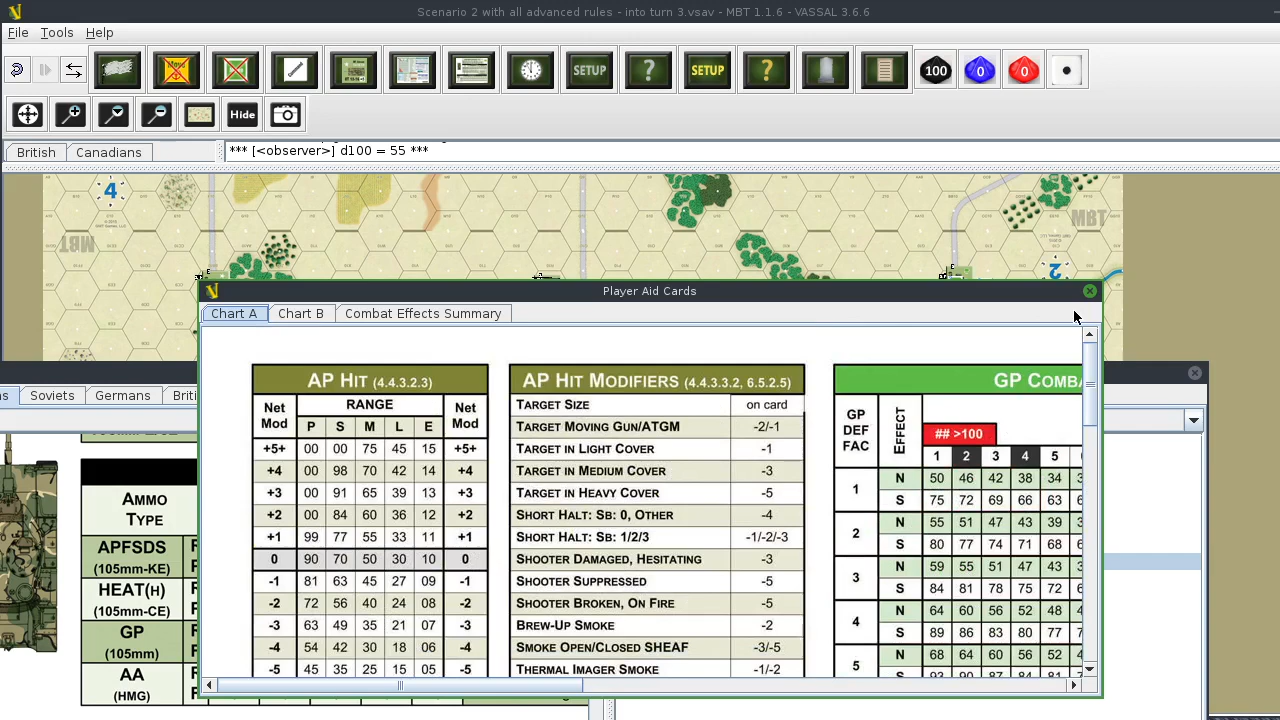 Scenario 2 with all advanced rules - into turn 3.vsav - MBT 1.1.6 - VASSAL 3.6.6
File Tools Help
SETUP ? SETUP ? 100 0 0
Hide
British Canadians
*** [<observer>] d100 = 55 ***
4
MBT
MBT
2
Player Aid Cards
Chart A Chart B Combat Effects Summary
Soviets Germans Briti
AMMO TYPE
APFSDS
(105mm-KE)
HEAT(H)
(105mm-CE)
GP
(105mm)
AA
(HMG)
AP HIT (4.4.3.2.3)
Net Mod RANGE Net Mod
P S M L E
+5+ 00 00 75 45 15 +5+
+4 00 98 70 42 14 +4
+3 00 91 65 39 13 +3
+2 00 84 60 36 12 +2
+1 99 77 55 33 11 +1
0 90 70 50 30 10 0
-1 81 63 45 27 09 -1
-2 72 56 40 24 08 -2
-3 63 49 35 21 07 -3
-4 54 42 30 18 06 -4
-5 45 35 25 15 05 -5
AP HIT MODIFIERS (4.4.3.3.2, 6.5.2.5)
TARGET SIZE on card
TARGET MOVING GUN/ATGM -2/-1
TARGET IN LIGHT COVER -1
TARGET IN MEDIUM COVER -3
TARGET IN HEAVY COVER -5
SHORT HALT: SB: 0, OTHER -4
SHORT HALT: SB: 1/2/3 -1/-2/-3
SHOOTER DAMAGED, HESITATING -3
SHOOTER SUPPRESSED -5
SHOOTER BROKEN, ON FIRE -5
BREW-UP SMOKE -2
SMOKE OPEN/CLOSED SHEAF -3/-5
THERMAL IMAGER SMOKE -1/-2
GP COMBA
GP DEF FAC EFFECT
## >100
1 2 3 4 5
1 N 50 46 42 38 34
S 75 72 69 66 63
2 N 55 51 47 43 39
S 80 77 74 71 68
3 N 59 55 51 47 43
S 84 81 78 75 72
4 N 64 60 56 52 48
S 89 86 83 80 77
5 N 68 64 60 56 52
S 93 90 87 84 81